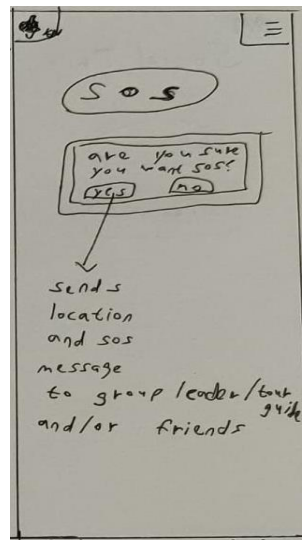 SOS
are you sure
you want sos?
yes no
sends
location
and sos
message
to group leader/tour
guide
and/or friends